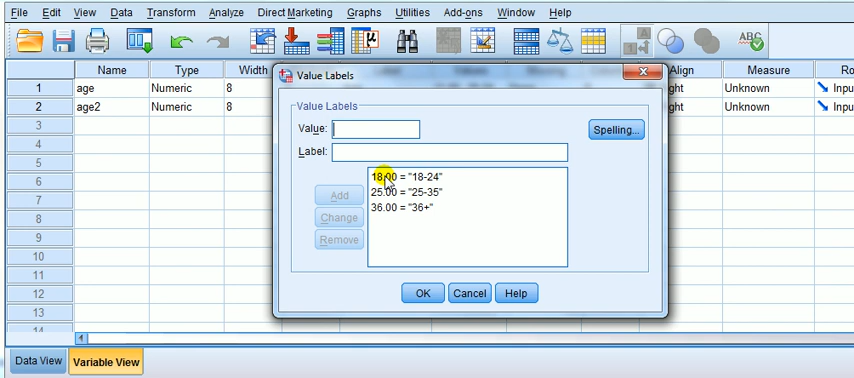 File Edit View Data Transform Analyze Direct Marketing Graphs Utilities Add-ons Window Help
ABC
Name Type Width Align Measure Ro
1 age Numeric 8 ght Unknown Inpu
2 age2 Numeric 8 ght Unknown Inpu
3
4
5
6
7
8
9
10
11
12
13
14
Value Labels
Value Labels
Value:
Spelling...
Label:
18.00 = "18-24"
Add
25.00 = "25-35"
Change
36.00 = "36+"
Remove
OK Cancel Help
Data View Variable View